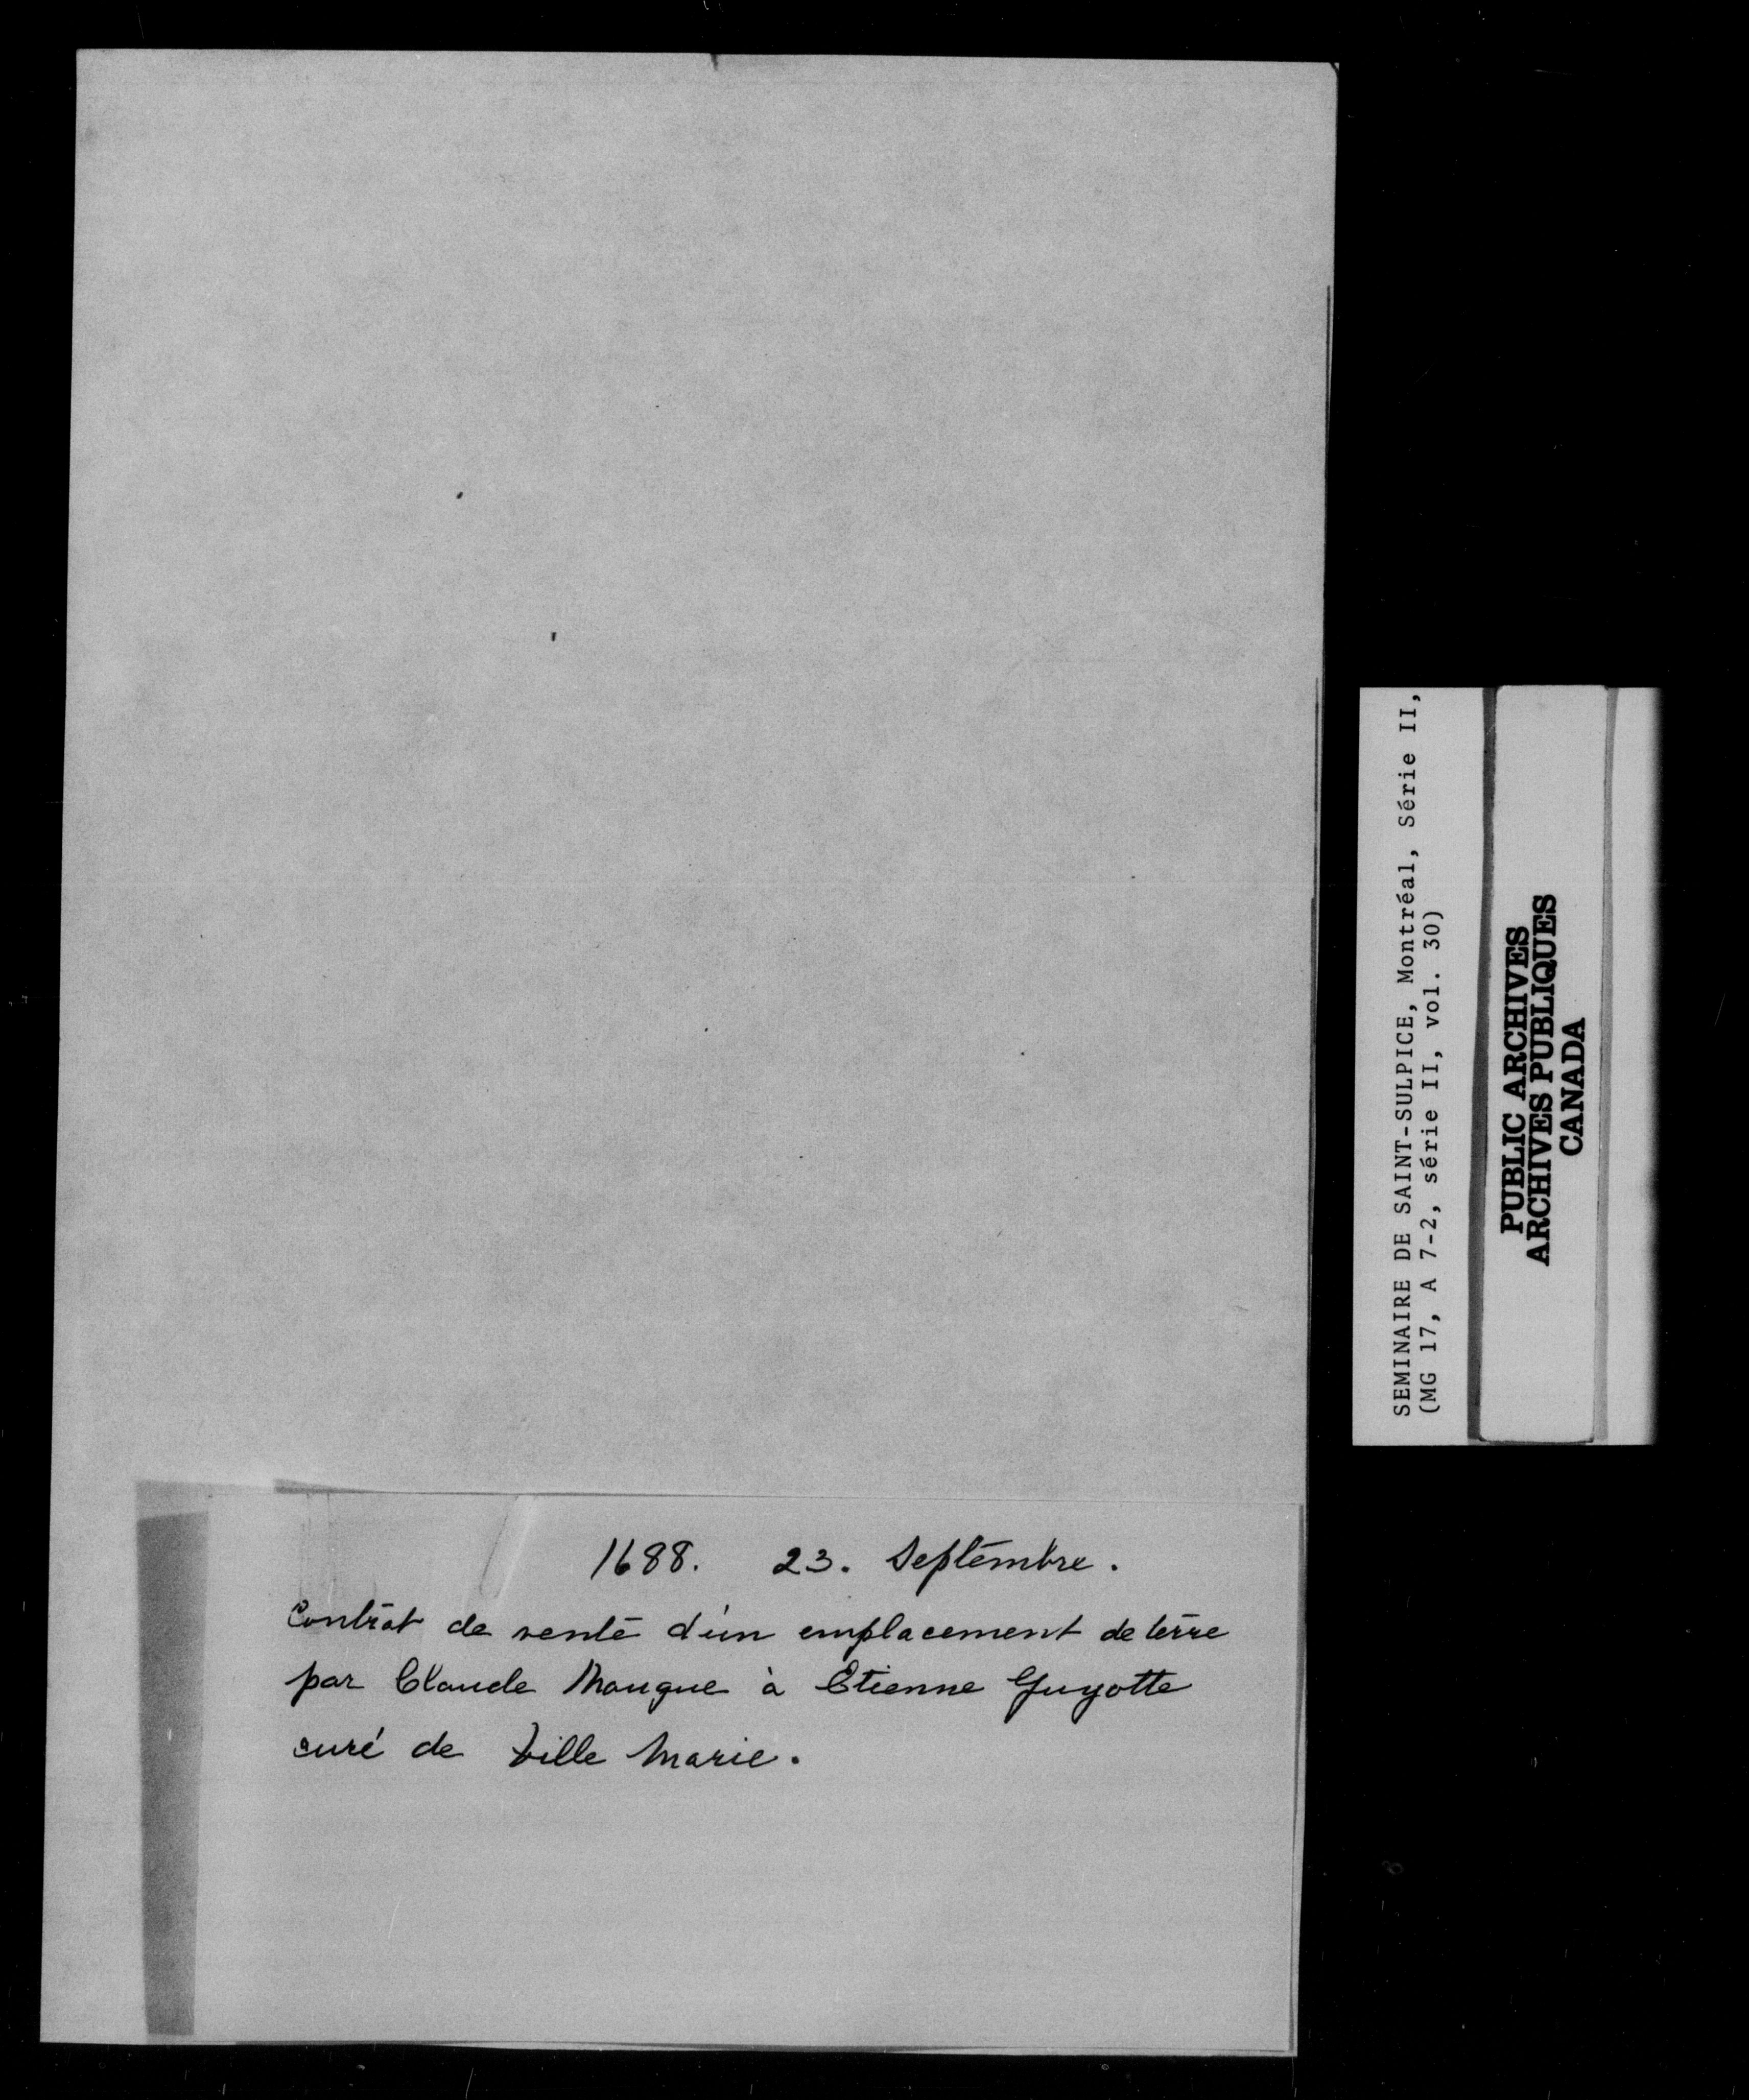 1688. 23. Septembre.
Contrat de vente d'un emplacement de terre
par Claude Maugue à Etienne Guyotte
curé de Ville Marie.
SEMINAIRE DE SAINT-SULPICE, Montréal, Série II,
(MG 17, A 7-2, série II, vol. 30)
PUBLIC ARCHIVES
ARCHIVES PUBLIQUES
CANADA